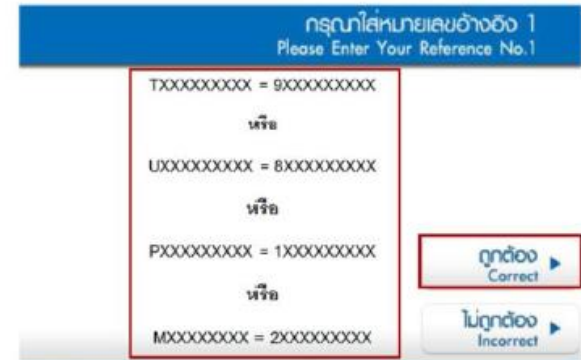 กรุณาใส่หมายเลขอ้างอิง 1
Please Enter Your Reference No.1
TXXXXXXXXX = 9XXXXXXXXX
หรือ
UXXXXXXXXX = 8XXXXXXXXX
หรือ
PXXXXXXXXX = 1XXXXXXXXX
หรือ
MXXXXXXXX = 2XXXXXXXXX
ถูกต้อง
Correct
ไม่ถูกต้อง
Incorrect